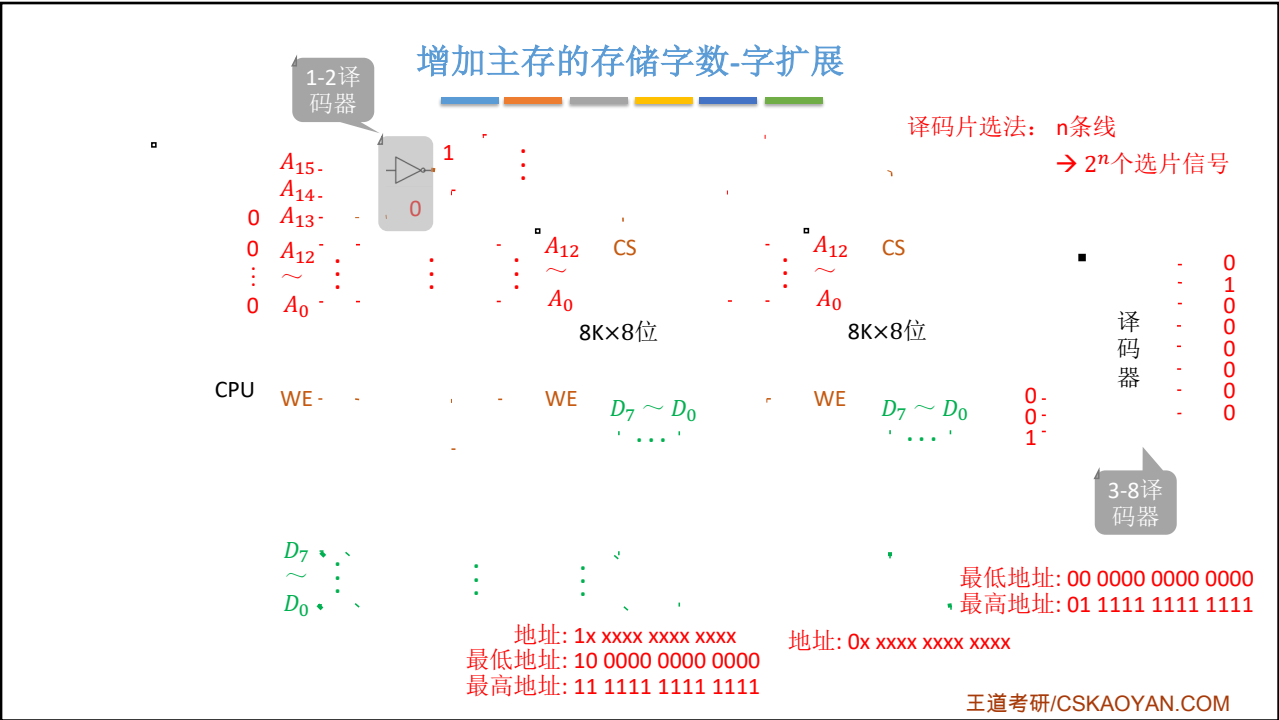 增加主存的存储字数-字扩展
1-2译
码器
译码片选法： n条线
→ 2ⁿ个选片信号
A₁₅
1
A₁₄
0 A₁₃
0
0 A₁₂
⋮ ～
0 A₀
A₁₂
～
A₀
CS
A₁₂
～
A₀
CS
8K×8位
8K×8位
CPU
WE
WE
D₇ ～ D₀
...
WE
D₇ ～ D₀
...
0
0
1
译
码
器
0
1
0
0
0
0
0
0
3-8译
码器
D₇
～
D₀
最低地址: 00 0000 0000 0000
最高地址: 01 1111 1111 1111
地址: 1x xxxx xxxx xxxx
最低地址: 10 0000 0000 0000
最高地址: 11 1111 1111 1111
地址: 0x xxxx xxxx xxxx
王道考研/CSKAOYAN.COM